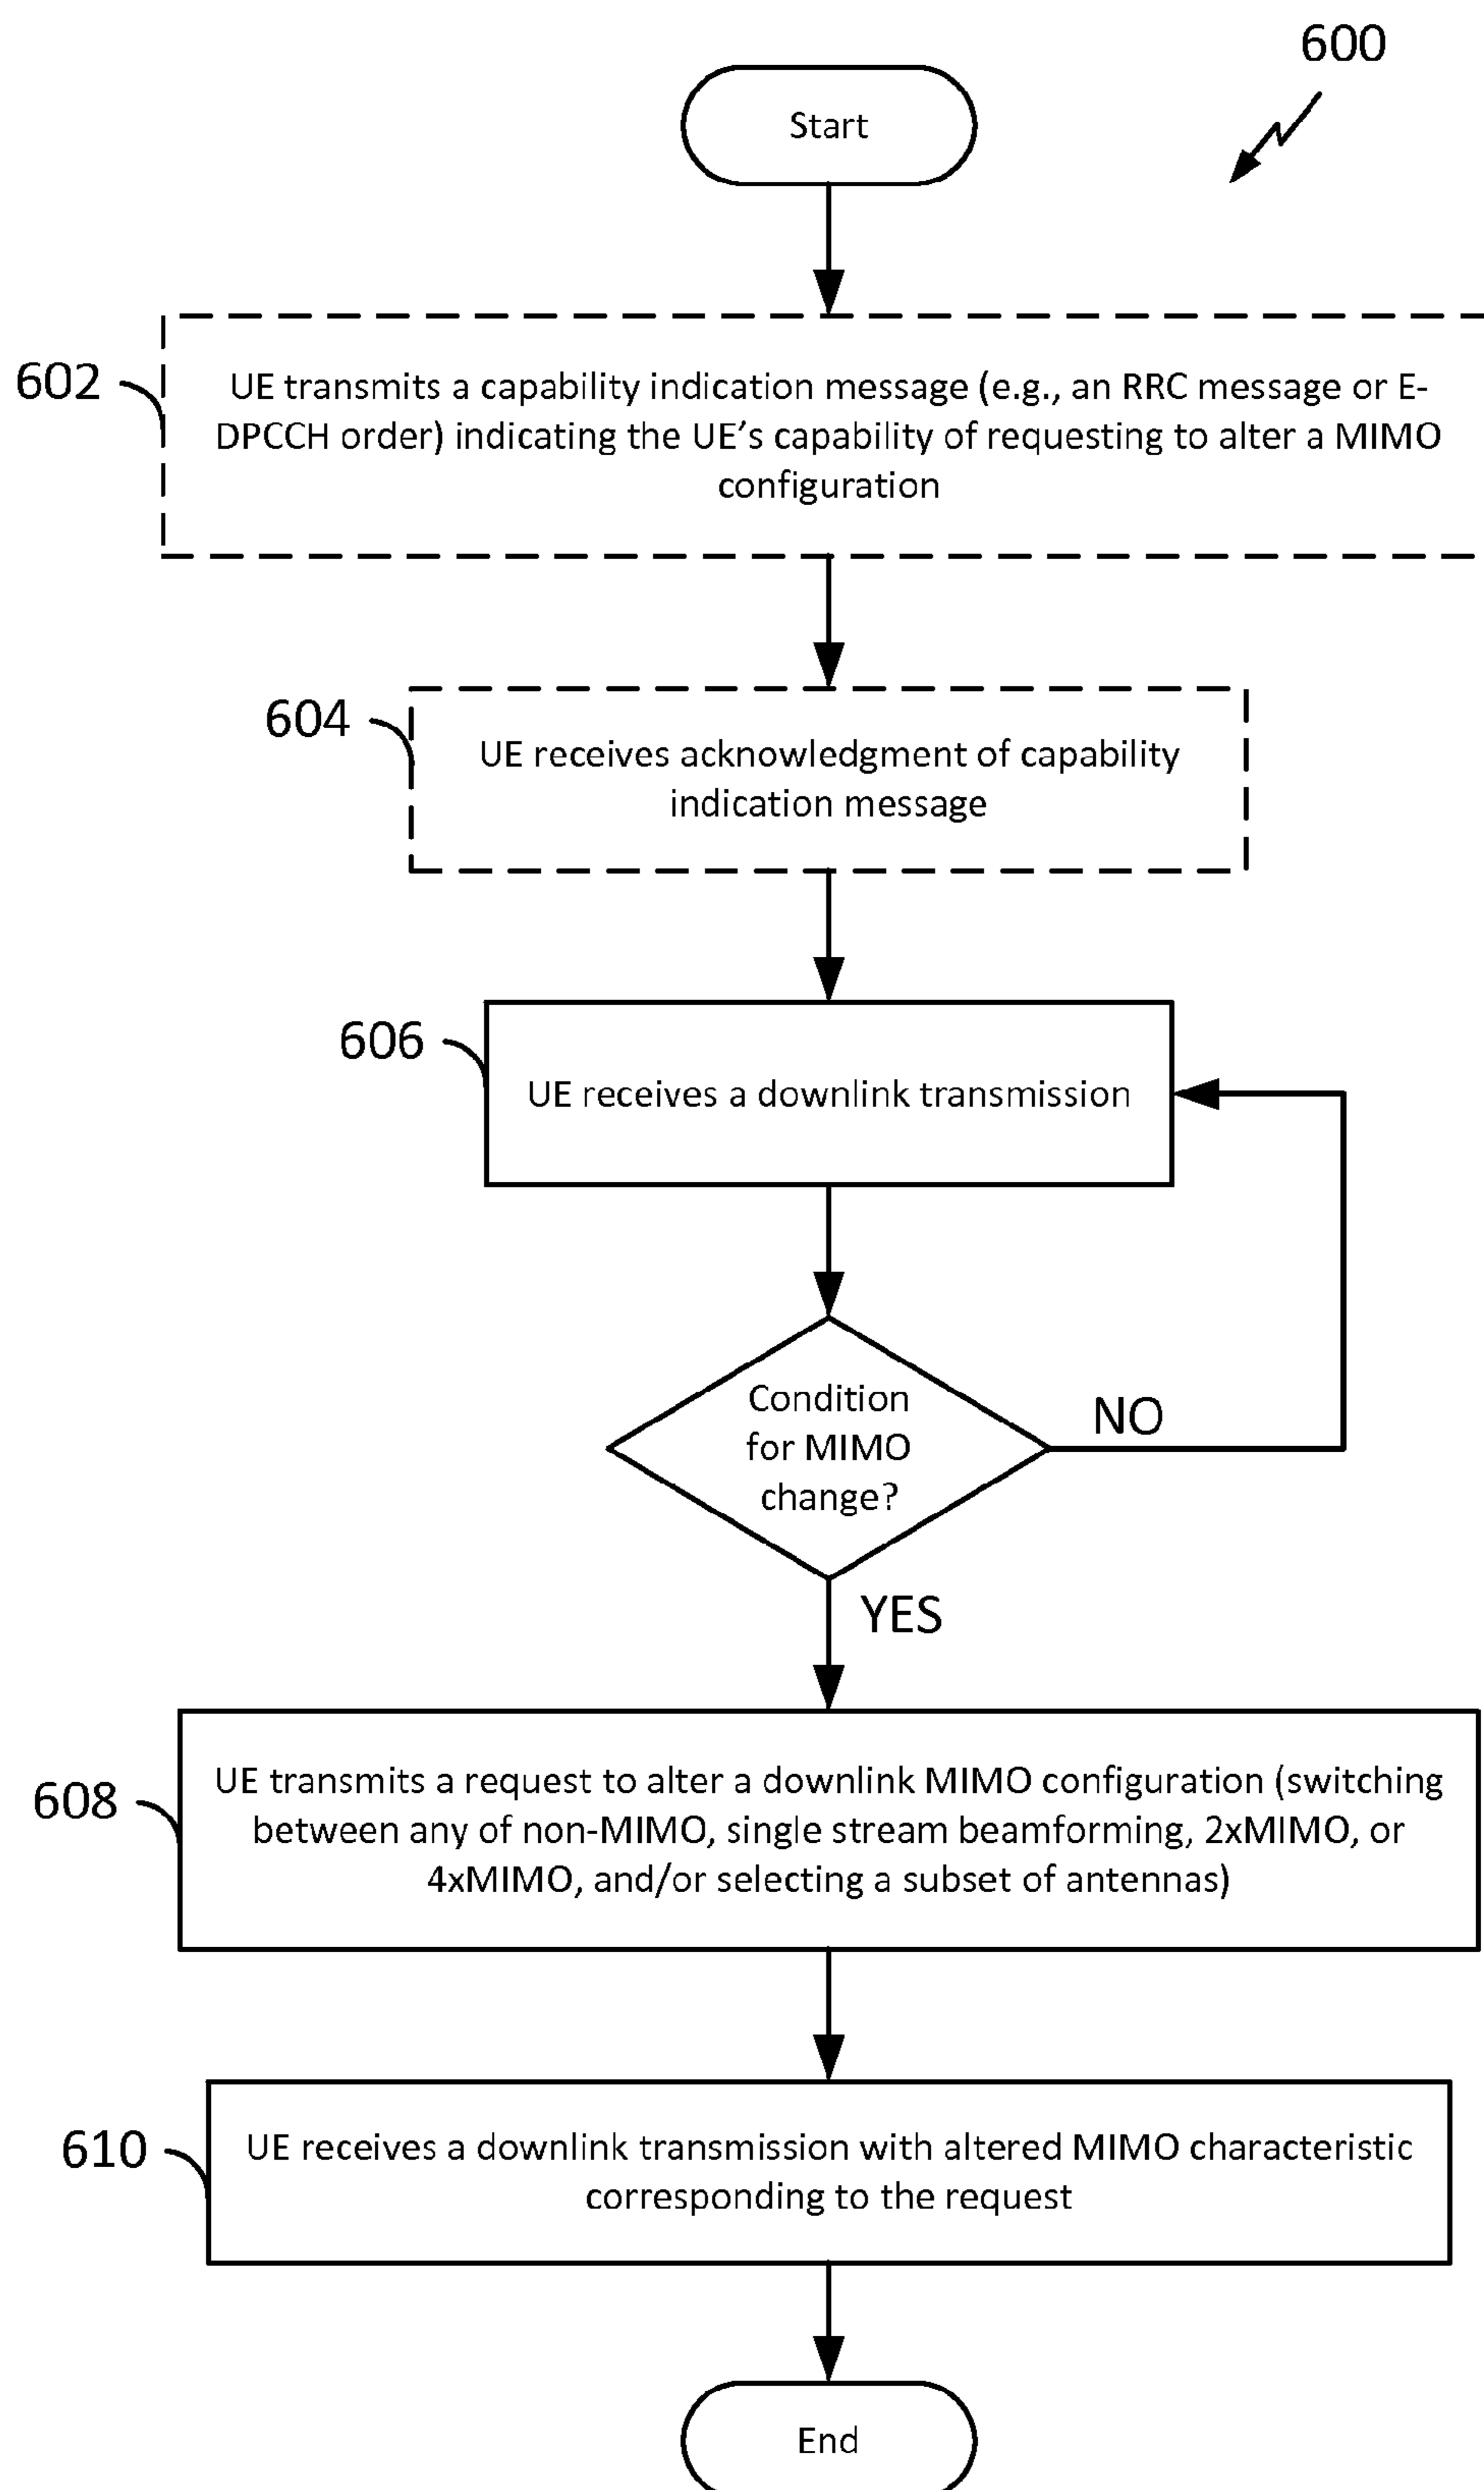 600
Start
602
UE transmits a capability indication message (e.g., an RRC message or E-
DPCCH order) indicating the UE’s capability of requesting to alter a MIMO
configuration
604
UE receives acknowledgment of capability
indication message
606
UE receives a downlink transmission
Condition
for MIMO
change?
NO
YES
608
UE transmits a request to alter a downlink MIMO configuration (switching
between any of non-MIMO, single stream beamforming, 2xMIMO, or
4xMIMO, and/or selecting a subset of antennas)
610
UE receives a downlink transmission with altered MIMO characteristic
corresponding to the request
End